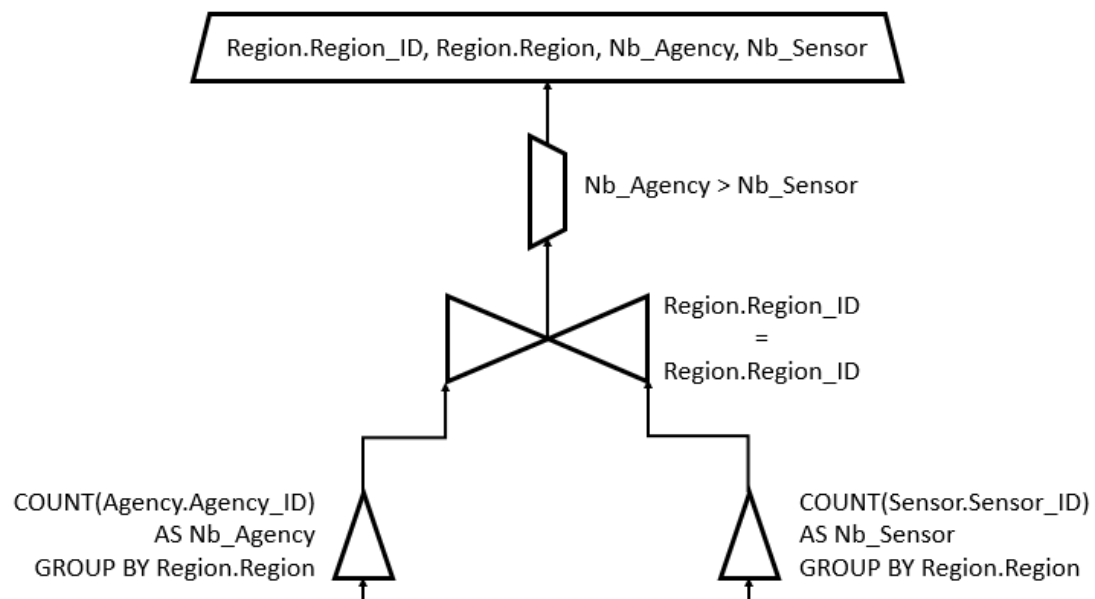 Region.Region_ID, Region.Region, Nb_Agency, Nb_Sensor
Nb_Agency > Nb_Sensor
Region.Region_ID
=
Region.Region_ID
COUNT(Agency.Agency_ID)
AS Nb_Agency
GROUP BY Region.Region
COUNT(Sensor.Sensor_ID)
AS Nb_Sensor
GROUP BY Region.Region